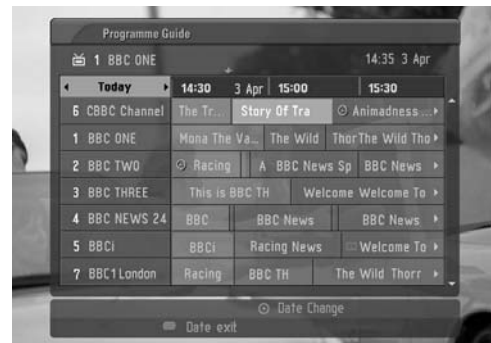 Programme Guide
1 BBC ONE 14:35 3 Apr
Today 14:30 3 Apr 15:00 15:30
6 CBBC Channel The Tr... Story Of Tra Animadness ...
1 BBC ONE Mona The Va... The Wild ThorThe Wild Tho
2 BBC TWO Racing A BBC News Sp BBC News
3 BBC THREE This is BBC TH Welcome Welcome To
4 BBC NEWS 24 BBC BBC News BBC News
5 BBCi BBCi Racing News Welcome To
7 BBC1London Racing BBC TH The Wild Thorr
Date Change
Date exit